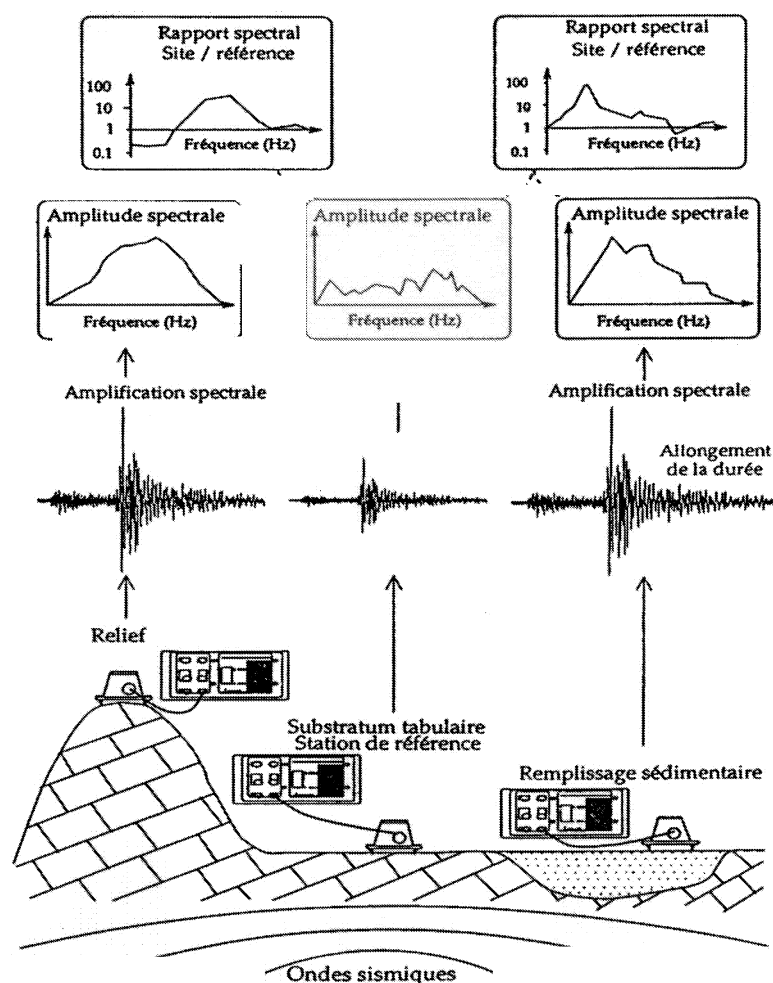 Rapport spectral
Site / référence
100
10
1
0.1
Fréquence (Hz)
Rapport spectral
Site / référence
100
10
1
0.1
Fréquence (Hz)
Amplitude spectrale
Fréquence (Hz)
Amplitude spectrale
Fréquence (Hz)
Amplitude spectrale
Fréquence (Hz)
Amplification spectrale
Amplification spectrale
Allongement
de la durée
Relief
Substratum tabulaire
Station de référence
Remplissage sédimentaire
Ondes sismiques